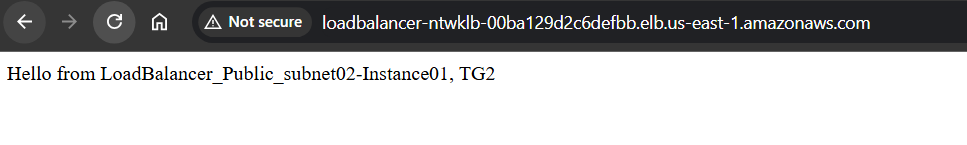 Not secure loadbalancer-ntwklb-00ba129d2c6defbb.elb.us-east-1.amazonaws.com
Hello from LoadBalancer_Public_subnet02-Instance01, TG2